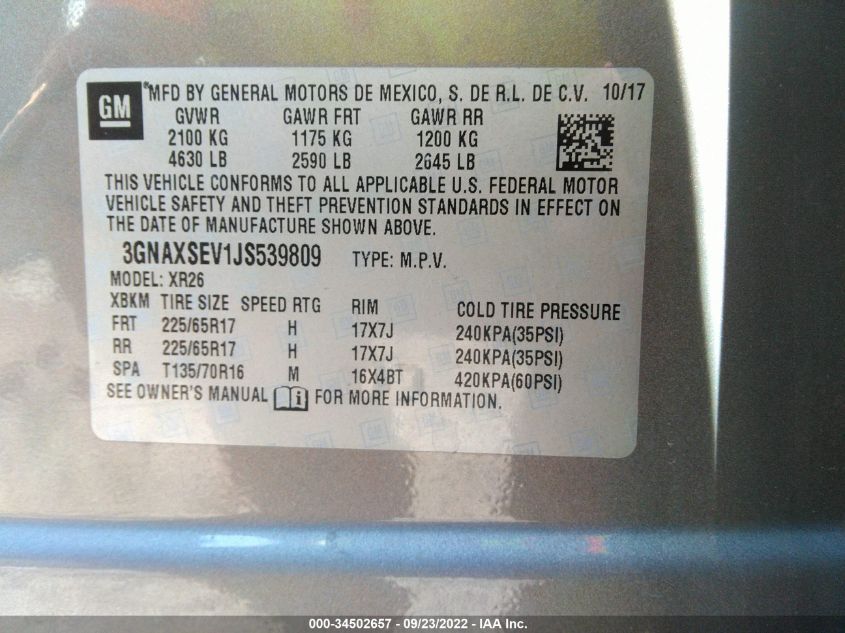 GM ®MFD BY GENERAL MOTORS DE MEXICO, S. DE R.L. DE C.V. 10/17
GVWR GAWR FRT GAWR RR
2100 KG 1175 KG 1200 KG
4630 LB 2590 LB 2645 LB
THIS VEHICLE CONFORMS TO ALL APPLICABLE U.S. FEDERAL MOTOR
VEHICLE SAFETY AND THEFT PREVENTION STANDARDS IN EFFECT ON
THE DATE OF MANUFACTURE SHOWN ABOVE.
3GNAXSEV1JS539809 TYPE: M.P.V.
MODEL: XR26
XBKM TIRE SIZE SPEED RTG RIM COLD TIRE PRESSURE
FRT 225/65R17 H 17X7J 240KPA(35PSI)
RR 225/65R17 H 17X7J 240KPA(35PSI)
SPA T135/70R16 M 16X4BT 420KPA(60PSI)
SEE OWNER'S MANUAL i FOR MORE INFORMATION.
000-34502657 - 09/23/2022 - IAA Inc.